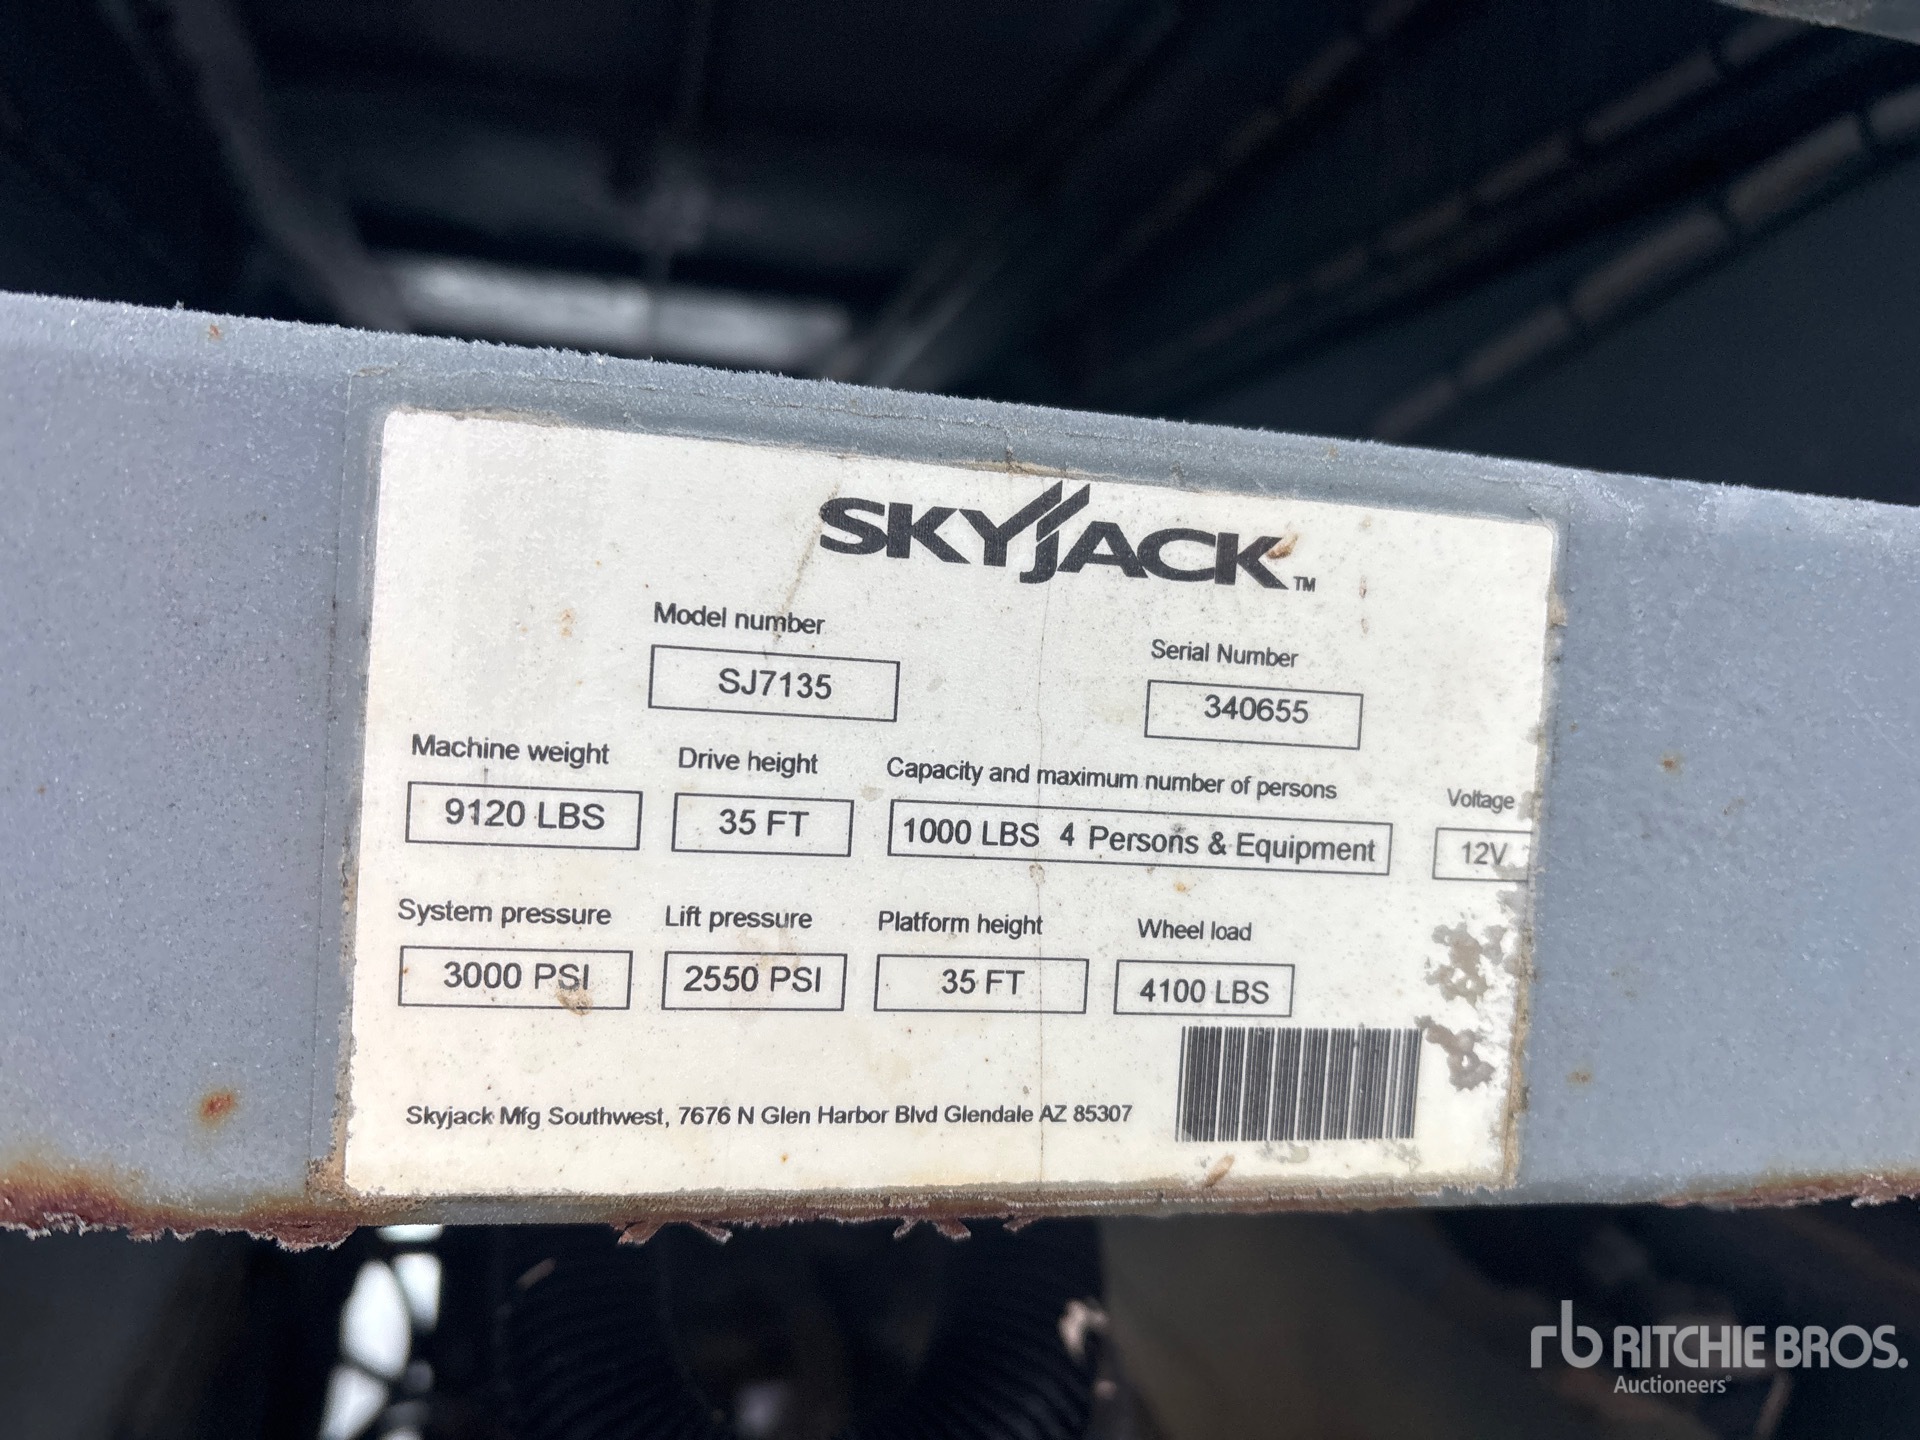 SKYJACK™
Model number
Serial Number
SJ7135
340655
Machine weight
Drive height
Capacity and maximum number of persons
Voltage
9120 LBS
35 FT
1000 LBS 4 Persons & Equipment
12V
System pressure
Lift pressure
Platform height
Wheel load
3000 PSI
2550 PSI
35 FT
4100 LBS
Skyjack Mfg Southwest, 7676 N Glen Harbor Blvd Glendale AZ 85307
rb RITCHIE BROS.
Auctioneers®